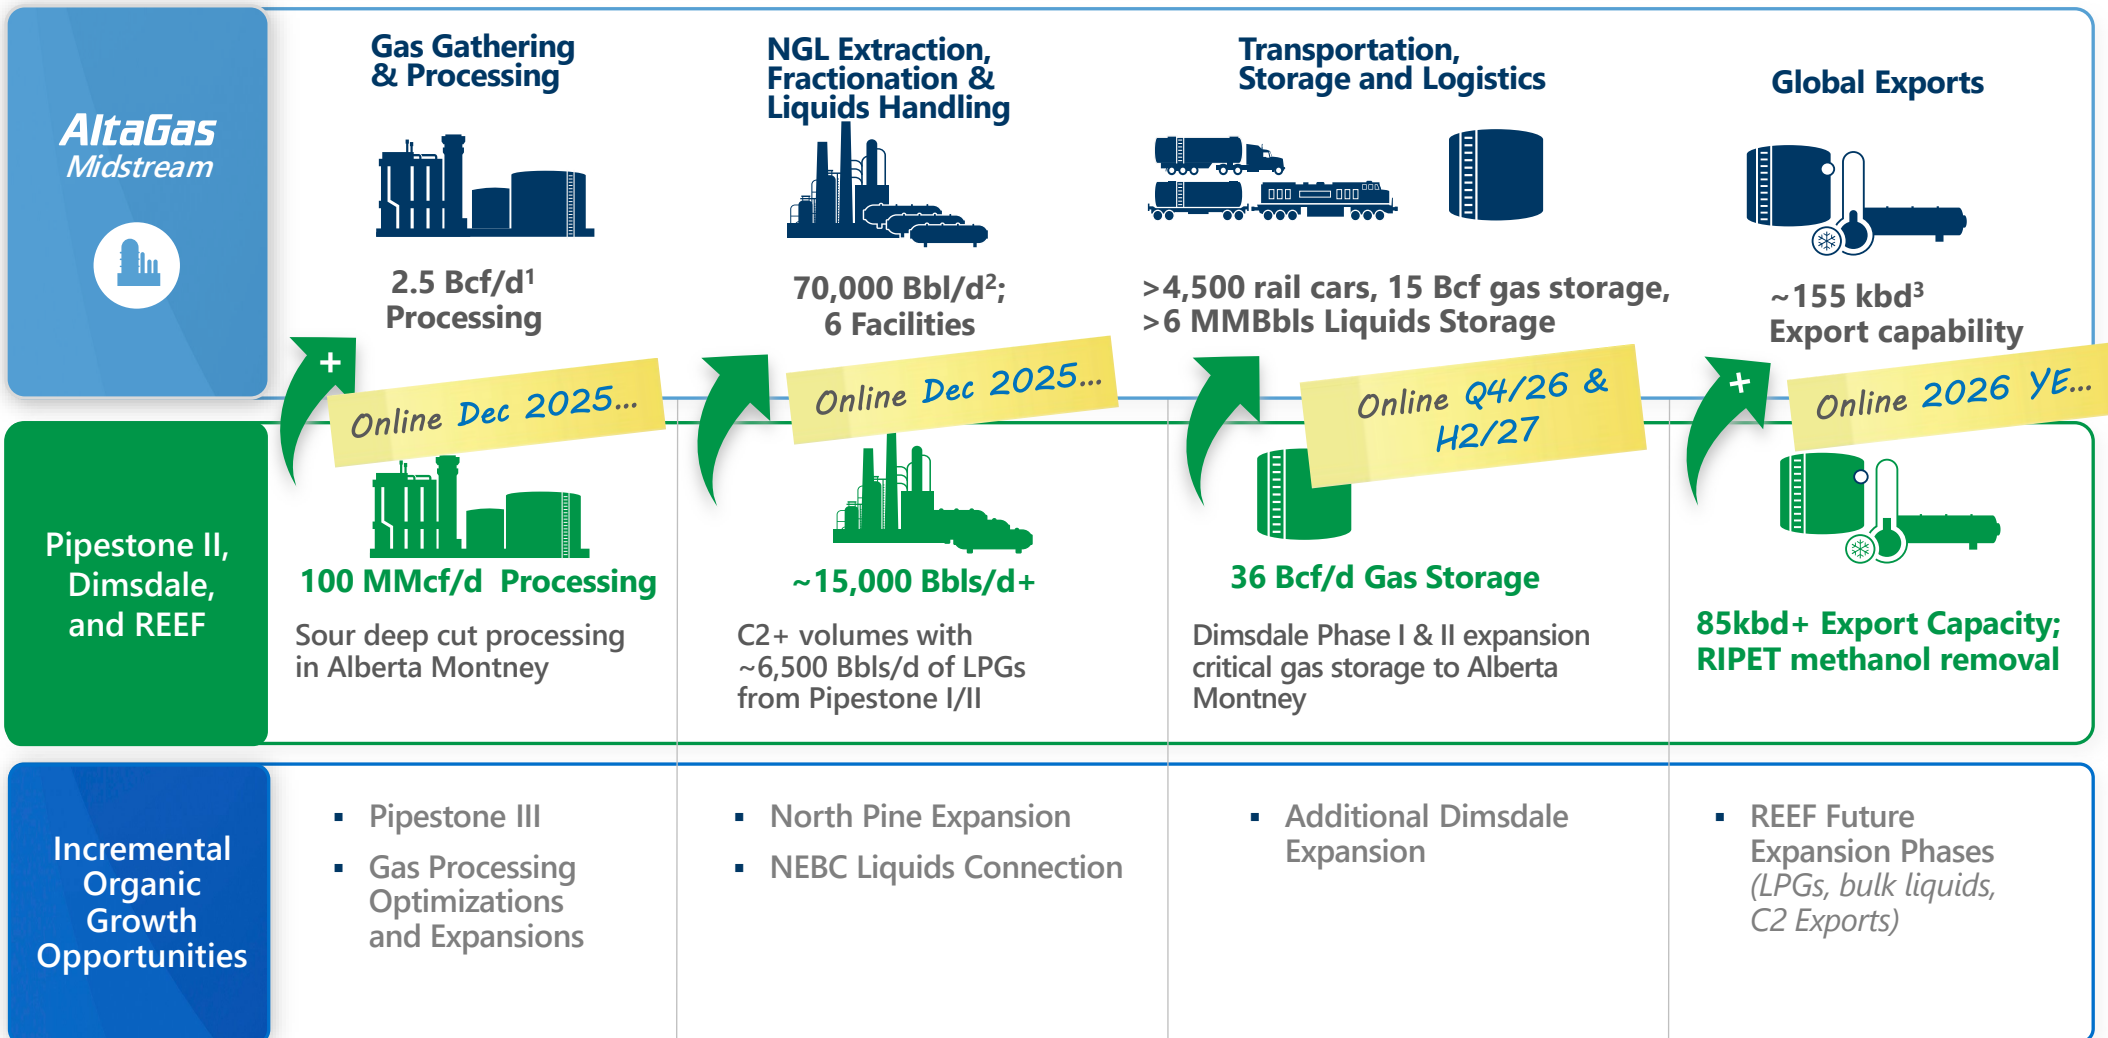 AltaGas
Midstream
Gas Gathering
& Processing
2.5 Bcf/d¹
Processing
NGL Extraction,
Fractionation &
Liquids Handling
70,000 Bbl/d²;
6 Facilities
Transportation,
Storage and Logistics
>4,500 rail cars, 15 Bcf gas storage,
>6 MMBbls Liquids Storage
Global Exports
~155 kbd³
Export capability
+
Online Dec 2025...
Online Dec 2025...
Online Q4/26 &
H2/27
+
Online 2026 YE...
Pipestone II,
Dimsdale,
and REEF
100 MMcf/d Processing
Sour deep cut processing
in Alberta Montney
~15,000 Bbls/d+
C2+ volumes with
~6,500 Bbls/d of LPGs
from Pipestone I/II
36 Bcf/d Gas Storage
Dimsdale Phase I & II expansion
critical gas storage to Alberta
Montney
85kbd+ Export Capacity;
RIPET methanol removal
Incremental
Organic
Growth
Opportunities
▪ Pipestone III
▪ Gas Processing
Optimizations
and Expansions
▪ North Pine Expansion
▪ NEBC Liquids Connection
▪ Additional Dimsdale
Expansion
▪ REEF Future
Expansion Phases
(LPGs, bulk liquids,
C2 Exports)